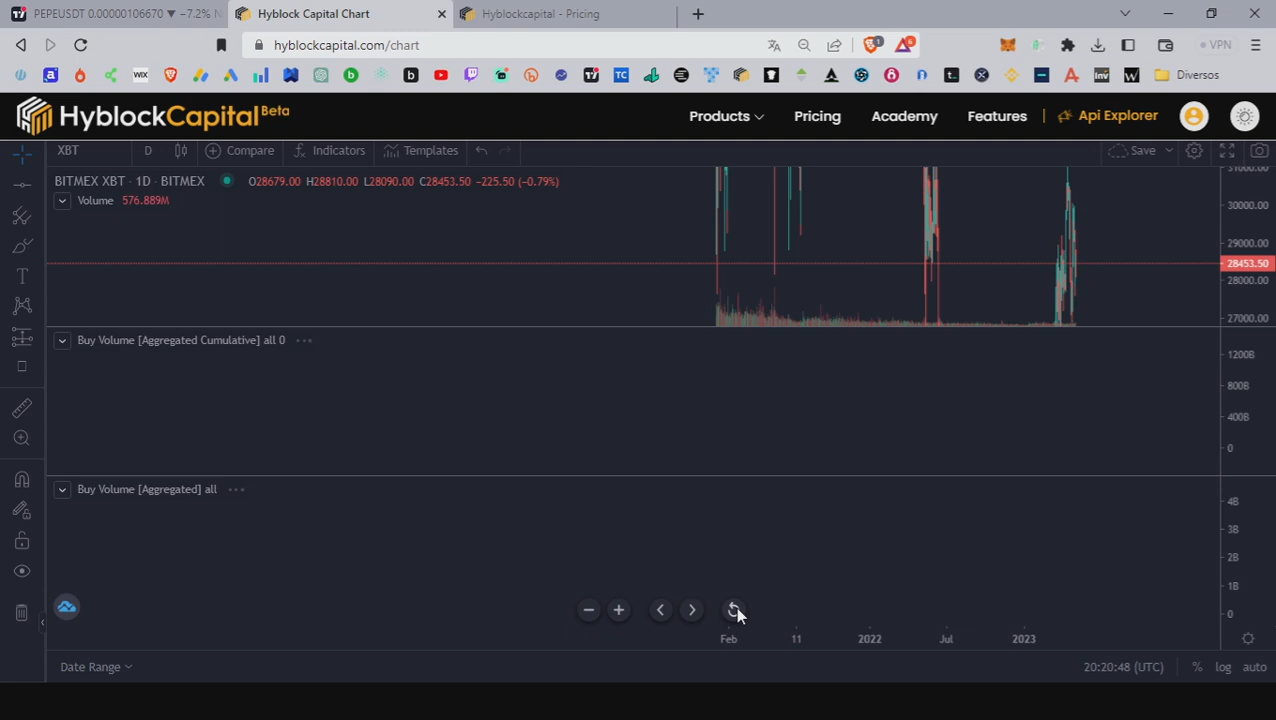 PEPEUSDT 0.00000106670 ▼ −7.2% N
Hyblock Capital Chart
Hyblockcapital - Pricing
hyblockcapital.com/chart
VPN
Diversos
HyblockCapital Beta
Products
Pricing
Academy
Features
Api Explorer
XBT
D
Compare
Indicators
Templates
Save
BITMEX XBT · 1D · BITMEX
O28679.00 H28810.00 L28090.00 C28453.50 −225.50 (−0.79%)
Volume 576.889M
31000.00
30000.00
29000.00
28453.50
28000.00
27000.00
Buy Volume [Aggregated Cumulative] all 0
1200B
800B
400B
0
Buy Volume [Aggregated] all
4B
3B
2B
1B
0
Feb
11
2022
Jul
2023
Date Range
20:20:48 (UTC)
%
log
auto